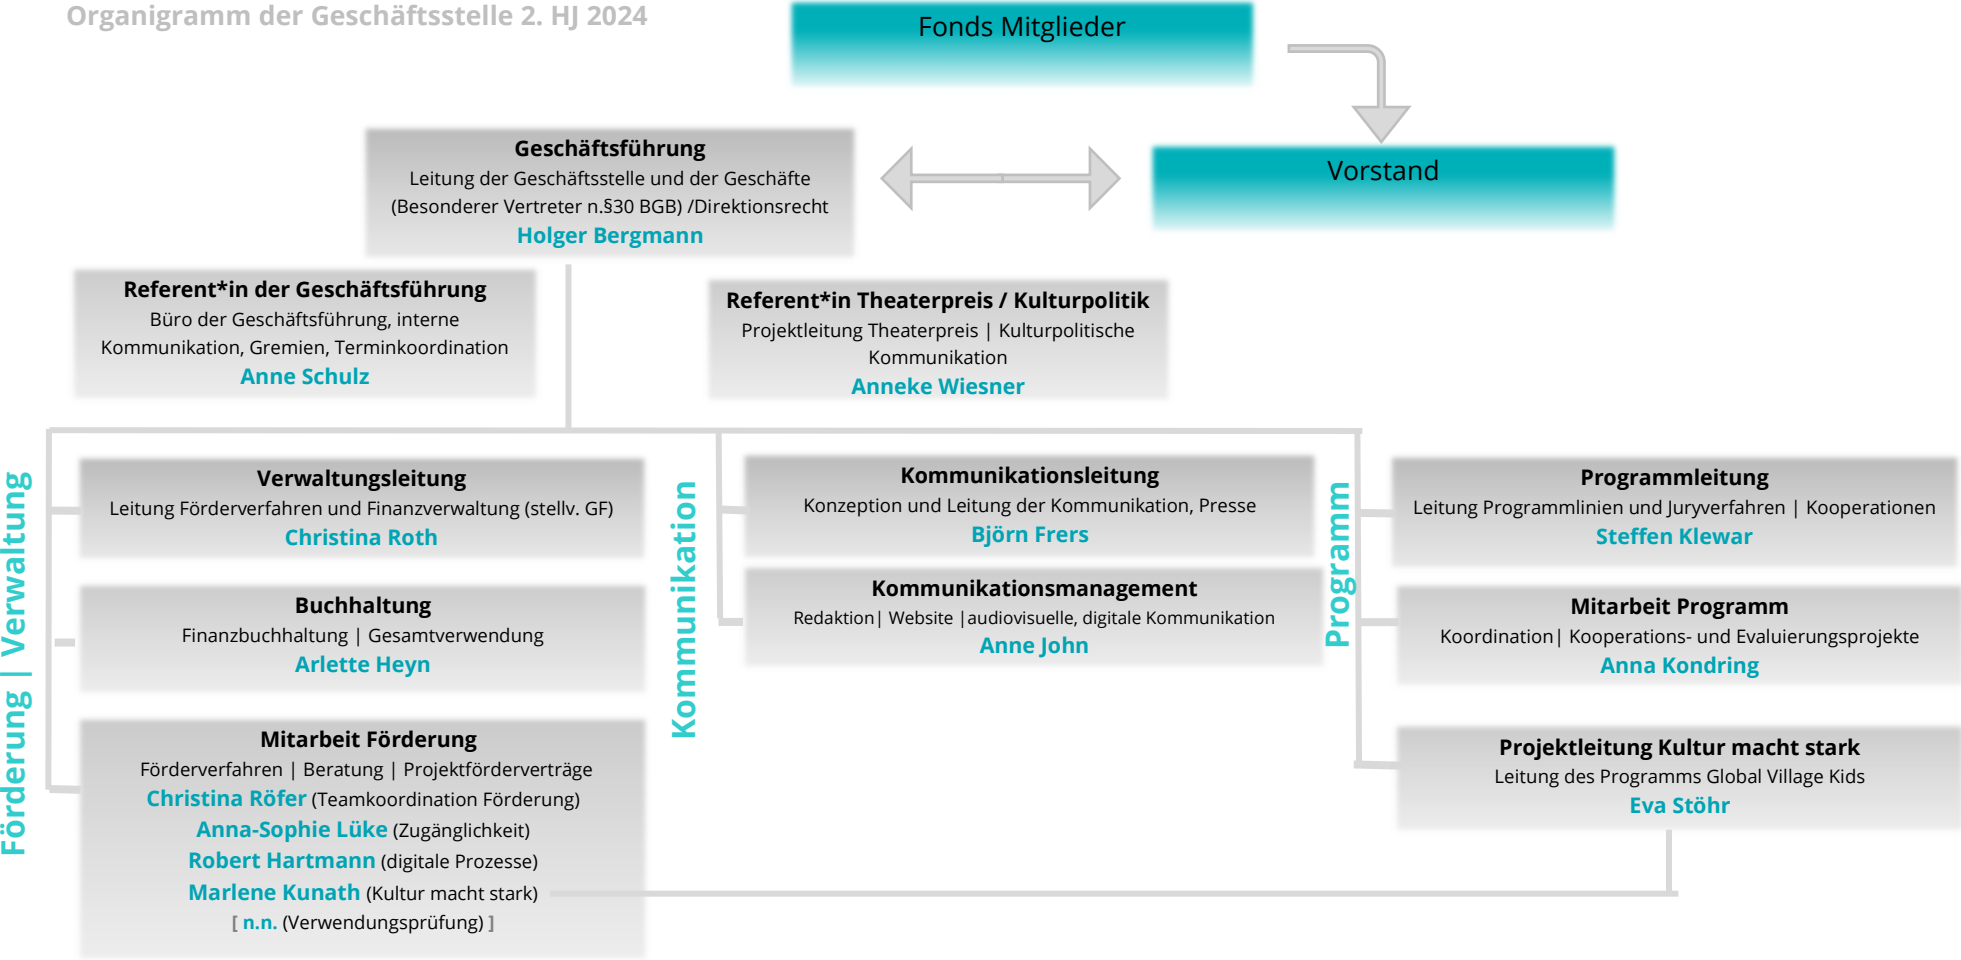 Organigramm der Geschäftsstelle 2. HJ 2024
Fonds Mitglieder
Vorstand
Geschäftsführung
Leitung der Geschäftsstelle und der Geschäfte
(Besonderer Vertreter n.§30 BGB) /Direktionsrecht
Holger Bergmann
Referent*in der Geschäftsführung
Büro der Geschäftsführung, interne
Kommunikation, Gremien, Terminkoordination
Anne Schulz
Referent*in Theaterpreis / Kulturpolitik
Projektleitung Theaterpreis | Kulturpolitische
Kommunikation
Anneke Wiesner
Förderung | Verwaltung
Verwaltungsleitung
Leitung Förderverfahren und Finanzverwaltung (stellv. GF)
Christina Roth
Buchhaltung
Finanzbuchhaltung | Gesamtverwendung
Arlette Heyn
Mitarbeit Förderung
Förderverfahren | Beratung | Projektförderverträge
Christina Röfer (Teamkoordination Förderung)
Anna-Sophie Lüke (Zugänglichkeit)
Robert Hartmann (digitale Prozesse)
Marlene Kunath (Kultur macht stark)
[ n.n. (Verwendungsprüfung) ]
Kommunikation
Kommunikationsleitung
Konzeption und Leitung der Kommunikation, Presse
Björn Frers
Kommunikationsmanagement
Redaktion| Website |audiovisuelle, digitale Kommunikation
Anne John
Programm
Programmleitung
Leitung Programmlinien und Juryverfahren | Kooperationen
Steffen Klewar
Mitarbeit Programm
Koordination| Kooperations- und Evaluierungsprojekte
Anna Kondring
Projektleitung Kultur macht stark
Leitung des Programms Global Village Kids
Eva Stöhr